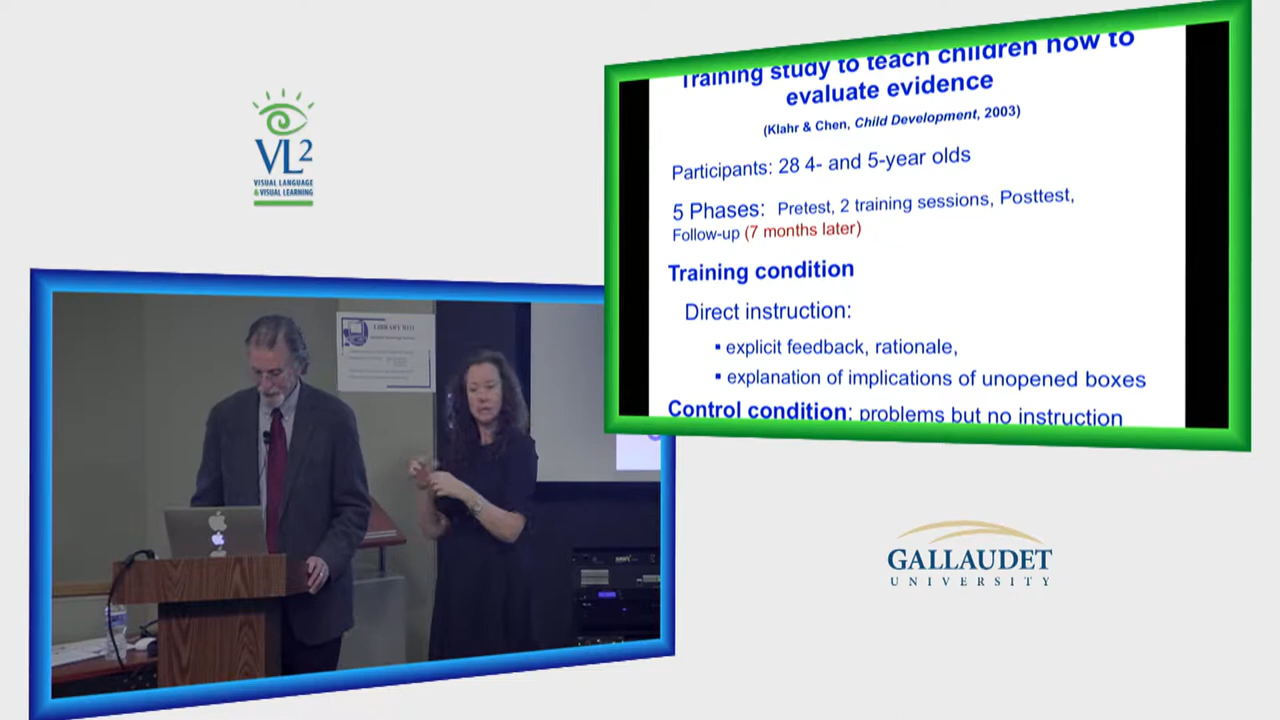 VL2
VISUAL LANGUAGE
& VISUAL LEARNING
Training study to teach children how to
evaluate evidence
(Klahr & Chen, Child Development, 2003)
Participants: 28 4- and 5-year olds
5 Phases: Pretest, 2 training sessions, Posttest,
Follow-up (7 months later)
Training condition
Direct instruction:
▪ explicit feedback, rationale,
▪ explanation of implications of unopened boxes
Control condition: problems but no instruction
GALLAUDET
UNIVERSITY